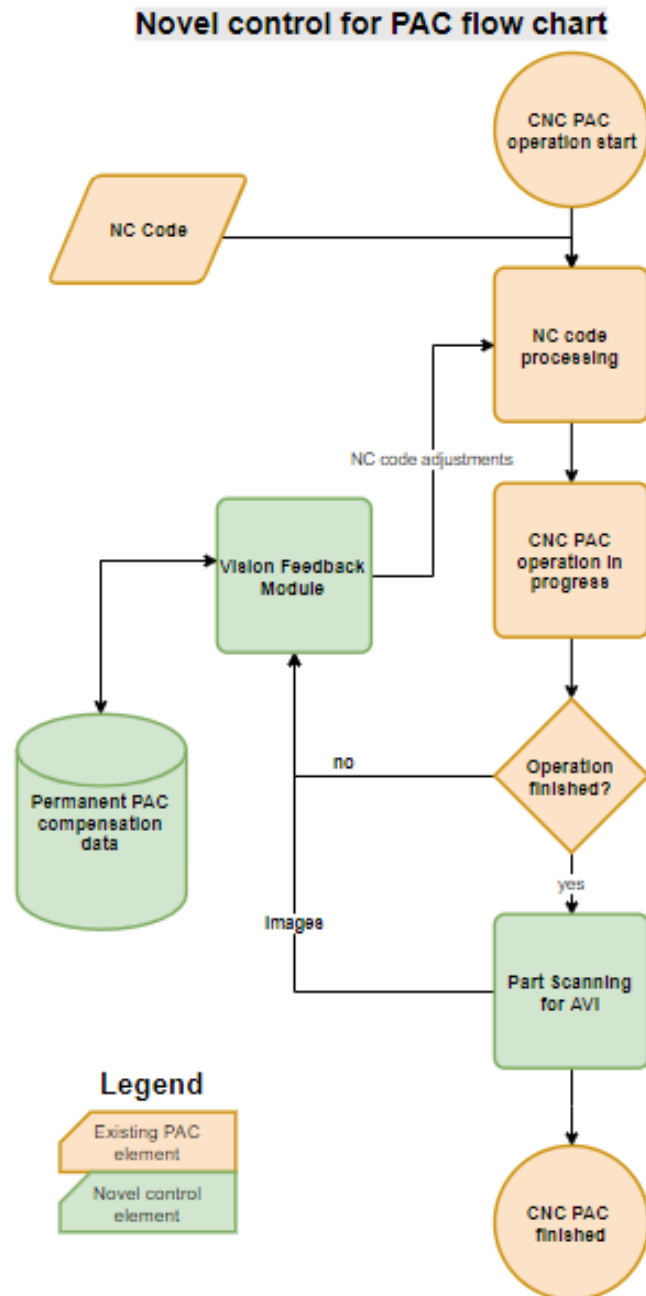 Novel control for PAC flow chart
CNC PAC
operation start
NC Code
NC code
processing
NC code adjustments
CNC PAC
operation in
progress
Vision Feedback
Module
Operation
finished?
no
Permanent PAC
compensation
data
yes
Images
Part Scanning
for AVI
Legend
Existing PAC
element
Novel control
element
CNC PAC
finished